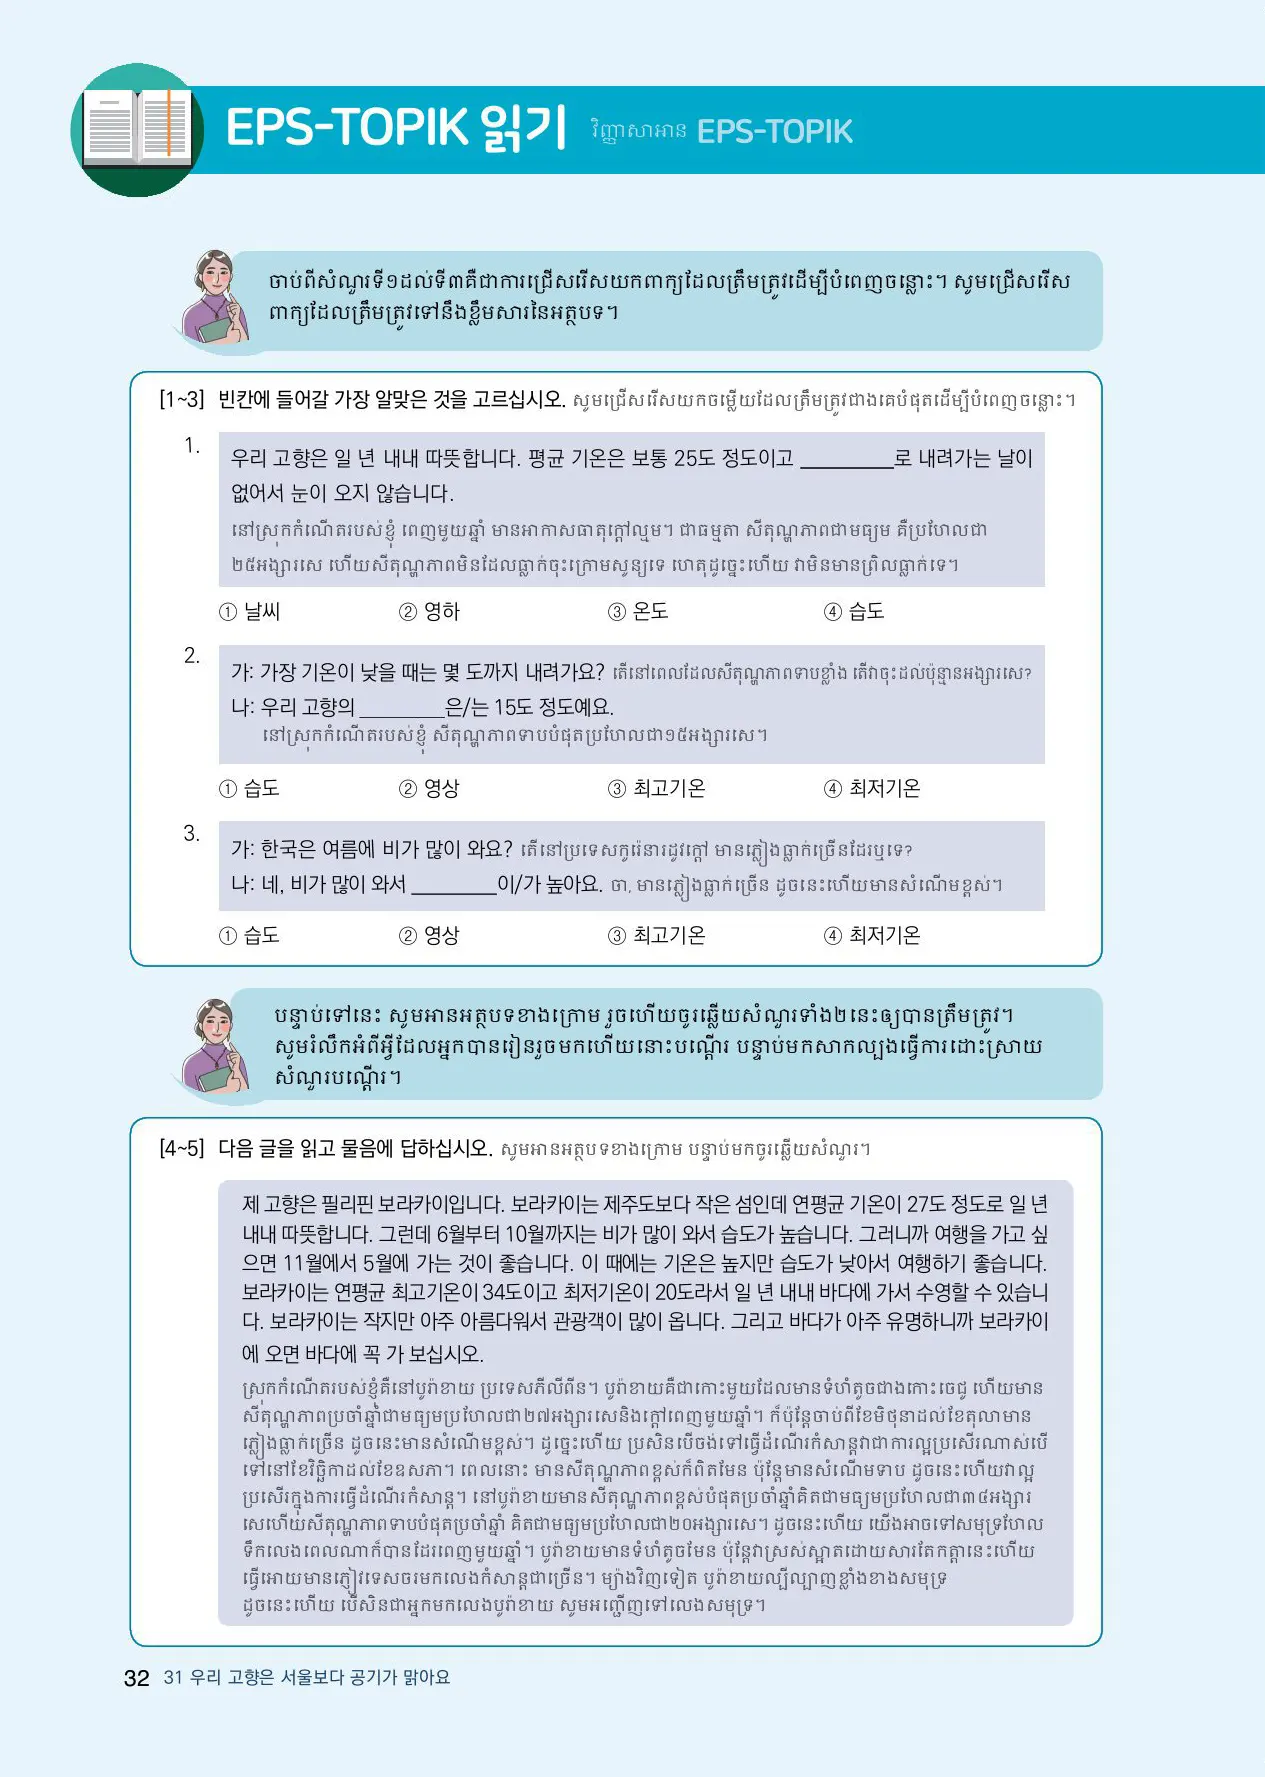 EPS-TOPIK 읽기 វិញ្ញាសាអាន EPS-TOPIK
ចាប់ពីសំណួរទី១ដល់ទី៣គឺជាការជ្រើសរើសយកពាក្យដែលត្រឹមត្រូវដើម្បីបំពេញចន្លោះ។ សូមជ្រើសរើស
ពាក្យដែលត្រឹមត្រូវទៅនឹងខ្លឹមសារនៃអត្ថបទ។
[1~3] 빈칸에 들어갈 가장 알맞은 것을 고르십시오. សូមជ្រើសរើសយកចម្លើយដែលត្រឹមត្រូវជាងគេបំផុតដើម្បីបំពេញចន្លោះ។
1. 우리 고향은 일 년 내내 따뜻합니다. 평균 기온은 보통 25도 정도이고 _________로 내려가는 날이
없어서 눈이 오지 않습니다.
នៅស្រុកកំណើតរបស់ខ្ញុំ ពេញមួយឆ្នាំ មានអាកាសធាតុក្តៅល្មម។ ជាធម្មតា សីតុណ្ហភាពជាមធ្យម គឺប្រហែលជា
២៥អង្សារសេ ហើយសីតុណ្ហភាពមិនដែលធ្លាក់ចុះក្រោមសូន្យទេ ហេតុដូច្នេះហើយ វាមិនមានព្រិលធ្លាក់ទេ។
① 날씨 ② 영하 ③ 온도 ④ 습도
2. 가: 가장 기온이 낮을 때는 몇 도까지 내려가요? តើនៅពេលដែលសីតុណ្ហភាពទាបខ្លាំង តើវាចុះដល់ប៉ុន្មានអង្សារសេ?
나: 우리 고향의 ________은/는 15도 정도예요.
នៅស្រុកកំណើតរបស់ខ្ញុំ សីតុណ្ហភាពទាបបំផុតប្រហែលជា១៥អង្សារសេ។
① 습도 ② 영상 ③ 최고기온 ④ 최저기온
3. 가: 한국은 여름에 비가 많이 와요? តើនៅប្រទេសកូរ៉េនារដូវក្តៅ មានភ្លៀងធ្លាក់ច្រើនដែរឬទេ?
나: 네, 비가 많이 와서 ________이/가 높아요. ចា, មានភ្លៀងធ្លាក់ច្រើន ដូចនេះហើយមានសំណើមខ្ពស់។
① 습도 ② 영상 ③ 최고기온 ④ 최저기온
បន្ទាប់ទៅនេះ សូមអានអត្ថបទខាងក្រោម រួចហើយចូរឆ្លើយសំណួរទាំង២នេះឲ្យបានត្រឹមត្រូវ។
សូមរំលឹកអំពីអ្វីដែលអ្នកបានរៀនរួចមកហើយនោះបណ្តើរ បន្ទាប់មកសាកល្បងធ្វើការដោះស្រាយ
សំណួរបណ្តើរ។
[4~5] 다음 글을 읽고 물음에 답하십시오. សូមអានអត្ថបទខាងក្រោម បន្ទាប់មកចូរឆ្លើយសំណួរ។
제 고향은 필리핀 보라카이입니다. 보라카이는 제주도보다 작은 섬인데 연평균 기온이 27도 정도로 일 년
내내 따뜻합니다. 그런데 6월부터 10월까지는 비가 많이 와서 습도가 높습니다. 그러니까 여행을 가고 싶
으면 11월에서 5월에 가는 것이 좋습니다. 이 때에는 기온은 높지만 습도가 낮아서 여행하기 좋습니다.
보라카이는 연평균 최고기온이 34도이고 최저기온이 20도라서 일 년 내내 바다에 가서 수영할 수 있습니
다. 보라카이는 작지만 아주 아름다워서 관광객이 많이 옵니다. 그리고 바다가 아주 유명하니까 보라카이
에 오면 바다에 꼭 가 보십시오.
ស្រុកកំណើតរបស់ខ្ញុំគឺនៅបូរ៉ាខាយ ប្រទេសភីលីពីន។ បូរ៉ាខាយគឺជាកោះមួយដែលមានទំហំតូចជាងកោះចេជូ ហើយមាន
សីតុណ្ហភាពប្រចាំឆ្នាំជាមធ្យមប្រហែលជា២៧អង្សារសេនិងក្តៅពេញមួយឆ្នាំ។ ក៏ប៉ុន្តែចាប់ពីខែមិថុនាដល់ខែតុលាមាន
ភ្លៀងធ្លាក់ច្រើន ដូចនេះមានសំណើមខ្ពស់។ ដូច្នេះហើយ ប្រសិនបើចង់ទៅធ្វើដំណើរកំសាន្តវាជាការល្អប្រសើរណាស់បើ
ទៅនៅខែវិច្ឆិកាដល់ខែឧសភា។ ពេលនោះ មានសីតុណ្ហភាពខ្ពស់ក៏ពិតមែន ប៉ុន្តែមានសំណើមទាប ដូចនេះហើយវាល្អ
ប្រសើរក្នុងការធ្វើដំណើរកំសាន្ត។ នៅបូរ៉ាខាយមានសីតុណ្ហភាពខ្ពស់បំផុតប្រចាំឆ្នាំគិតជាមធ្យមប្រហែលជា៣៤អង្សារ
សេហើយសីតុណ្ហភាពទាបបំផុតប្រចាំឆ្នាំ គិតជាមធ្យមប្រហែលជា២០អង្សារសេ។ ដូចនេះហើយ យើងអាចទៅសមុទ្រហែល
ទឹកលេងពេលណាក៏បានដែរពេញមួយឆ្នាំ។ បូរ៉ាខាយមានទំហំតូចមែន ប៉ុន្តែវាស្រស់ស្អាតដោយសារតែកត្តានេះហើយ
ធ្វើអោយមានភ្ញៀវទេសចរមកលេងកំសាន្តជាច្រើន។ ម្យ៉ាងវិញទៀត បូរ៉ាខាយល្បីល្បាញខ្លាំងខាងសមុទ្រ
ដូចនេះហើយ បើសិនជាអ្នកមកលេងបូរ៉ាខាយ សូមអញ្ជើញទៅលេងសមុទ្រ។
32 31 우리 고향은 서울보다 공기가 맑아요